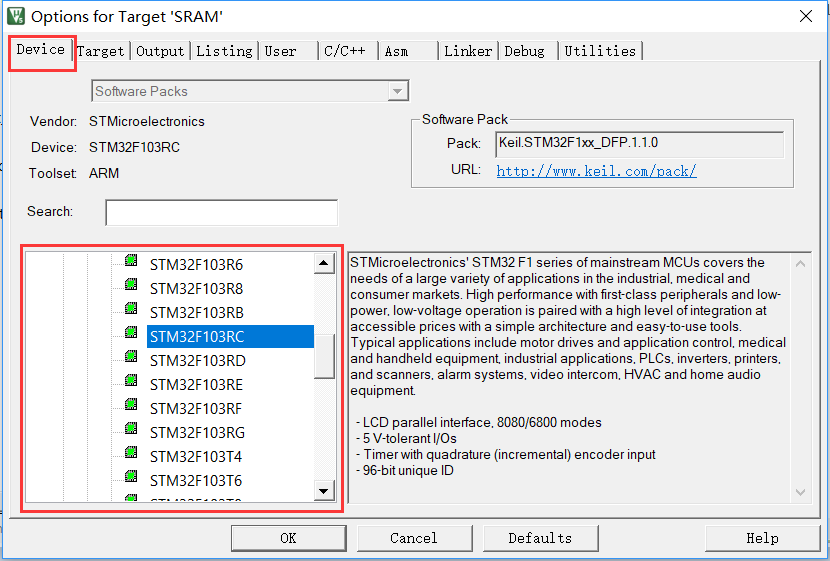 Options for Target 'SRAM'
Device Target Output Listing User C/C++ Asm Linker Debug Utilities
Software Packs
Vendor: STMicroelectronics
Device: STM32F103RC
Toolset: ARM
Search:
Software Pack
Pack: Keil.STM32F1xx_DFP.1.1.0
URL: http://www.keil.com/pack/
STM32F103R6
STM32F103R8
STM32F103RB
STM32F103RC
STM32F103RD
STM32F103RE
STM32F103RF
STM32F103RG
STM32F103T4
STM32F103T6
STMicroelectronics' STM32 F1 series of mainstream MCUs covers the
needs of a large variety of applications in the industrial, medical and
consumer markets. High performance with first-class peripherals and low-
power, low-voltage operation is paired with a high level of integration at
accessible prices with a simple architecture and easy-to-use tools.
Typical applications include motor drives and application control, medical
and handheld equipment, industrial applications, PLCs, inverters, printers,
and scanners, alarm systems, video intercom, HVAC and home audio
equipment.
- LCD parallel interface, 8080/6800 modes
- 5 V-tolerant I/Os
- Timer with quadrature (incremental) encoder input
- 96-bit unique ID
OK Cancel Defaults Help